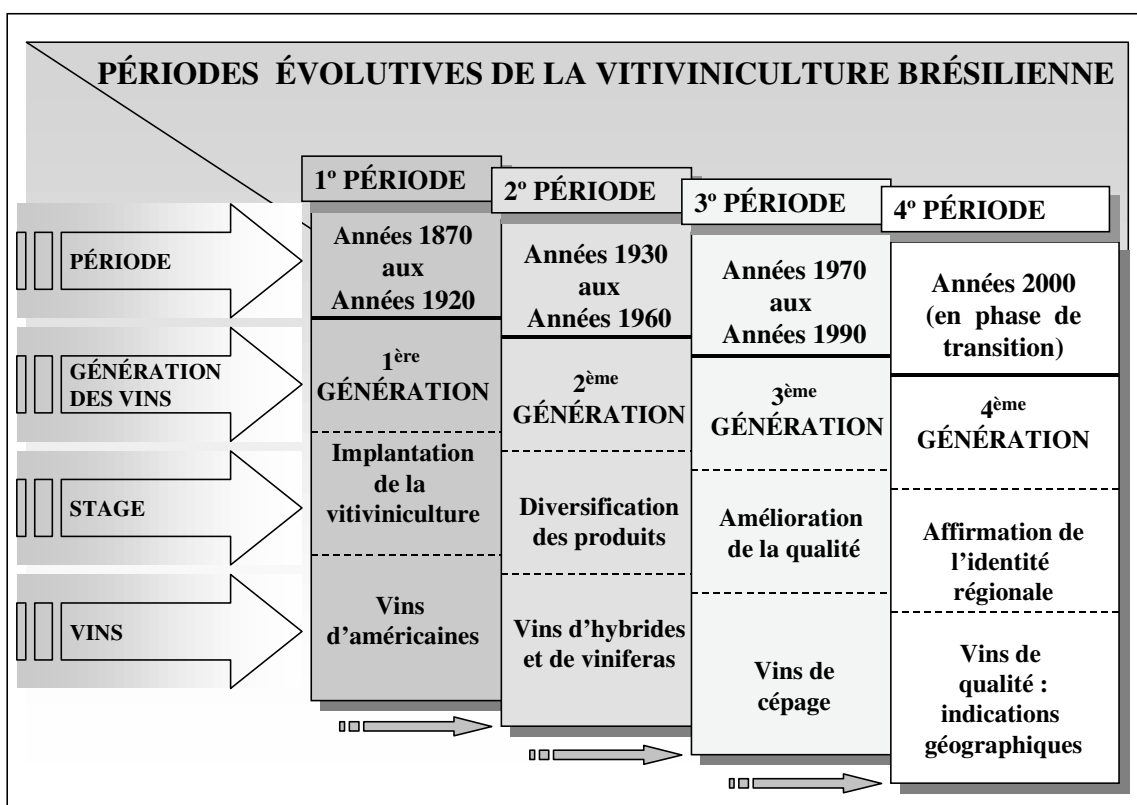 PÉRIODES ÉVOLUTIVES DE LA VITIVINICULTURE BRÉSILIENNE
PÉRIODE
GÉNÉRATION
DES VINS
STAGE
VINS
1º PÉRIODE
Années 1870
aux
Années 1920
1ère
GÉNÉRATION
Implantation
de la
vitiviniculture
Vins
d’américaines
2º PÉRIODE
Années 1930
aux
Années 1960
2ème
GÉNÉRATION
Diversification
des produits
Vins d’hybrides
et de viniferas
3º PÉRIODE
Années 1970
aux
Années 1990
3ème
GÉNÉRATION
Amélioration
de la qualité
Vins de
cépage
4º PÉRIODE
Années 2000
(en phase de
transition)
4ème
GÉNÉRATION
Affirmation de
l’identité
régionale
Vins de
qualité :
indications
géographiques